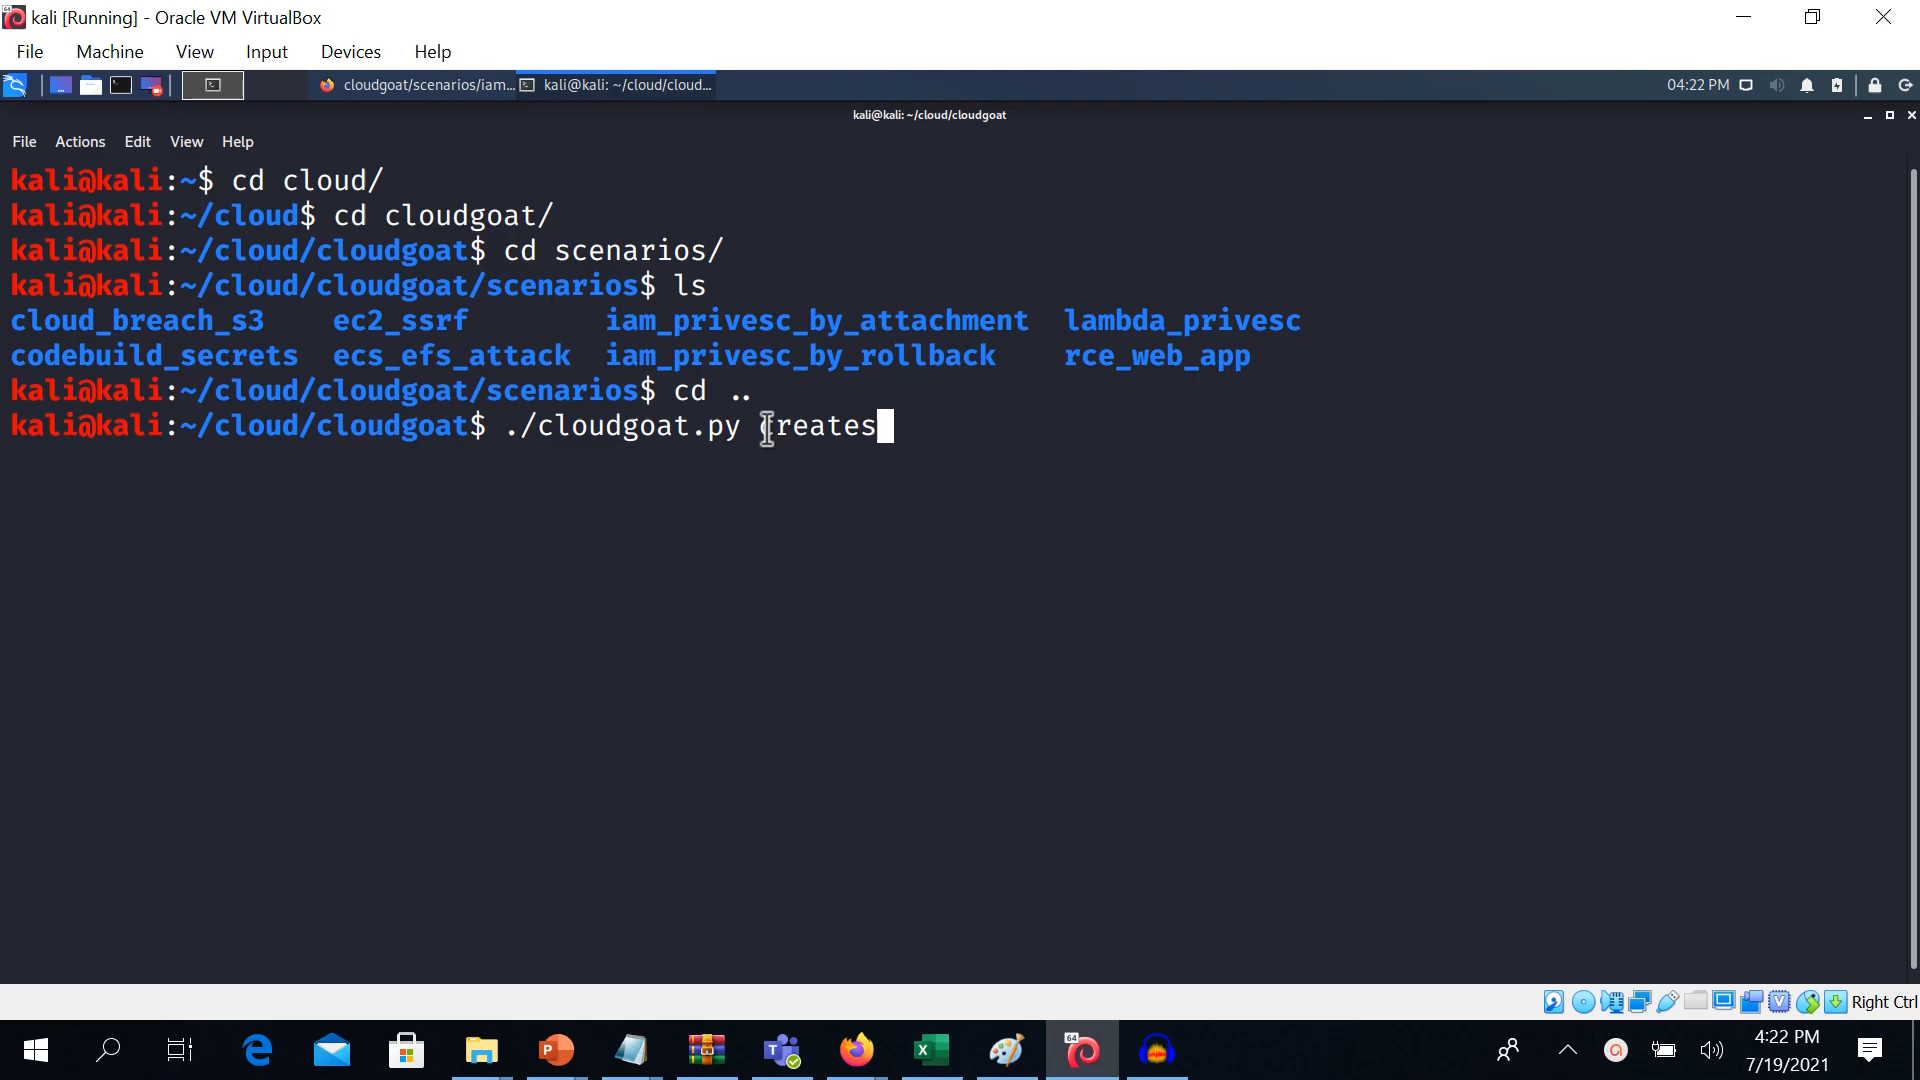 kali [Running] - Oracle VM VirtualBox
File Machine View Input Devices Help
cloudgoat/scenarios/iam... kali@kali: ~/cloud/cloud... 04:22 PM
kali@kali: ~/cloud/cloudgoat
File Actions Edit View Help
kali@kali:~$ cd cloud/
kali@kali:~/cloud$ cd cloudgoat/
kali@kali:~/cloud/cloudgoat$ cd scenarios/
kali@kali:~/cloud/cloudgoat/scenarios$ ls
cloud_breach_s3 ec2_ssrf iam_privesc_by_attachment lambda_privesc
codebuild_secrets ecs_efs_attack iam_privesc_by_rollback rce_web_app
kali@kali:~/cloud/cloudgoat/scenarios$ cd ..
kali@kali:~/cloud/cloudgoat$ ./cloudgoat.py creates
Right Ctrl
4:22 PM
7/19/2021